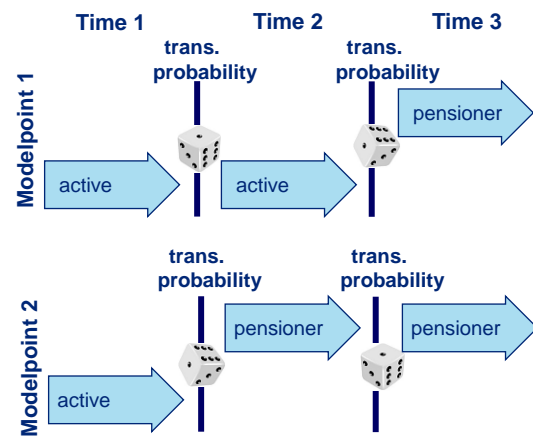 Time 1
Time 2
Time 3
trans.
probability
trans.
probability
Modelpoint 1
pensioner
active
active
trans.
probability
trans.
probability
Modelpoint 2
pensioner
pensioner
active